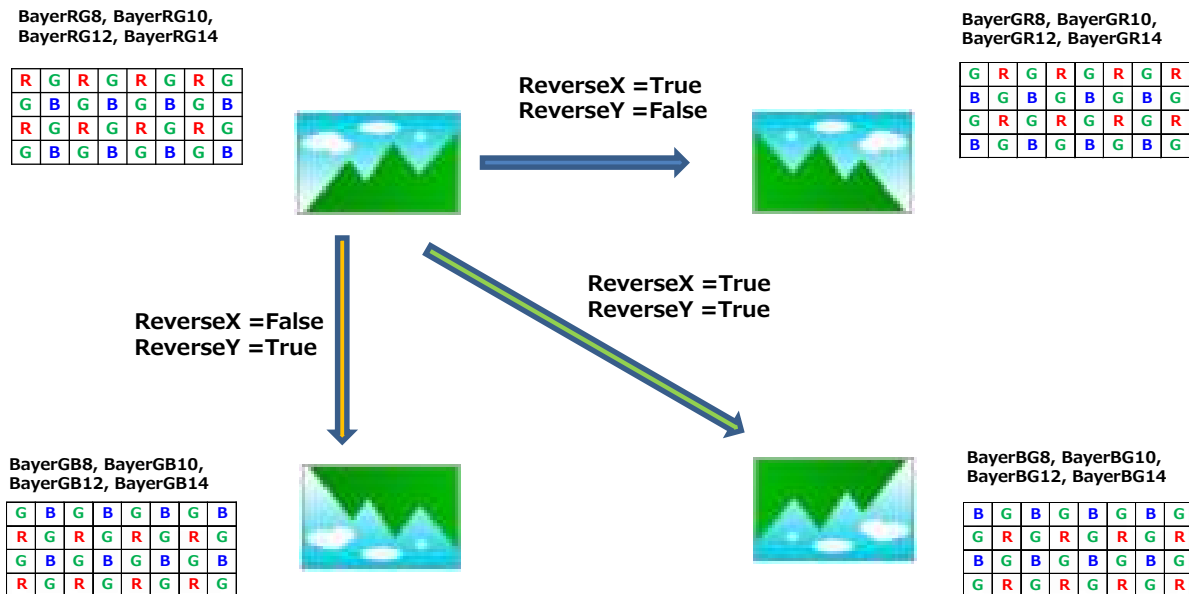 BayerRG8, BayerRG10,
BayerRG12, BayerRG14
R G R G R G R G
G B G B G B G B
R G R G R G R G
G B G B G B G B
ReverseX =True
ReverseY =False
BayerGR8, BayerGR10,
BayerGR12, BayerGR14
G R G R G R G R
B G B G B G B G
G R G R G R G R
B G B G B G B G
ReverseX =False
ReverseY =True
ReverseX =True
ReverseY =True
BayerGB8, BayerGB10,
BayerGB12, BayerGB14
G B G B G B G B
R G R G R G R G
G B G B G B G B
R G R G R G R G
BayerBG8, BayerBG10,
BayerBG12, BayerBG14
B G B G B G B G
G R G R G R G R
B G B G B G B G
G R G R G R G R